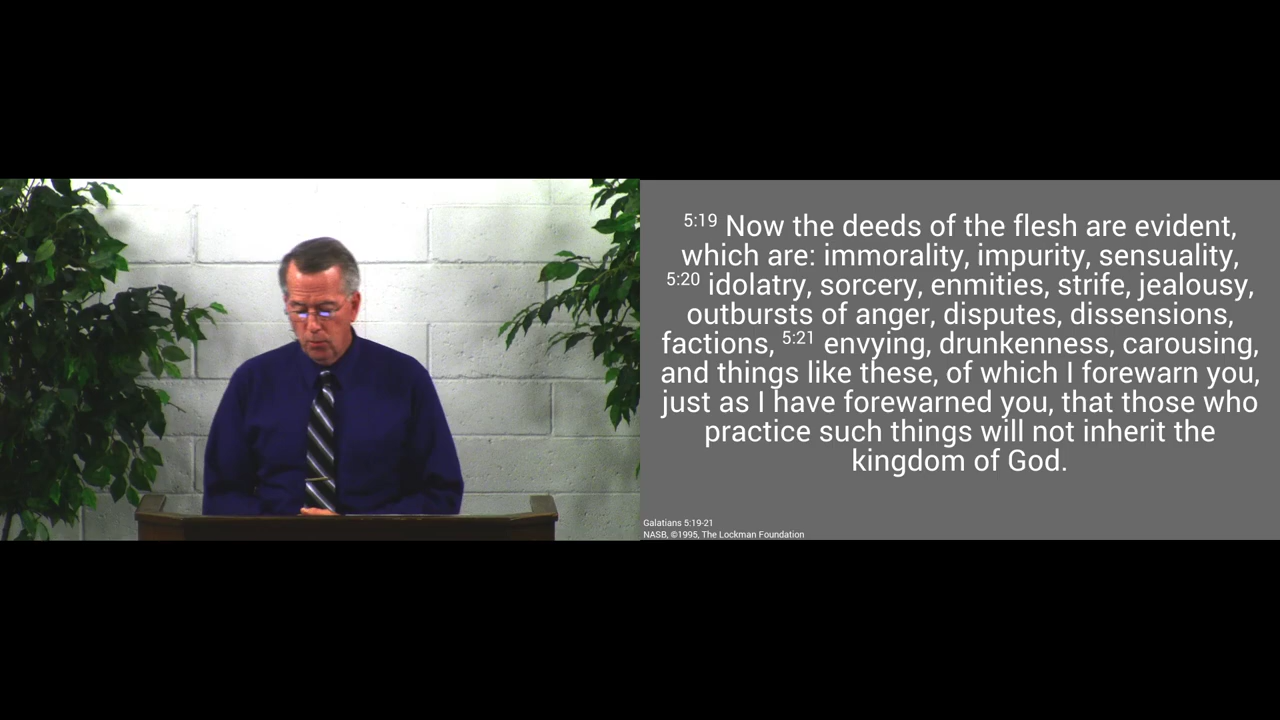 5:19 Now the deeds of the flesh are evident,
which are: immorality, impurity, sensuality,
5:20 idolatry, sorcery, enmities, strife, jealousy,
outbursts of anger, disputes, dissensions,
factions, 5:21 envying, drunkenness, carousing,
and things like these, of which I forewarn you,
just as I have forewarned you, that those who
practice such things will not inherit the
kingdom of God.
Galatians 5:19-21
NASB, ©1995, The Lockman Foundation